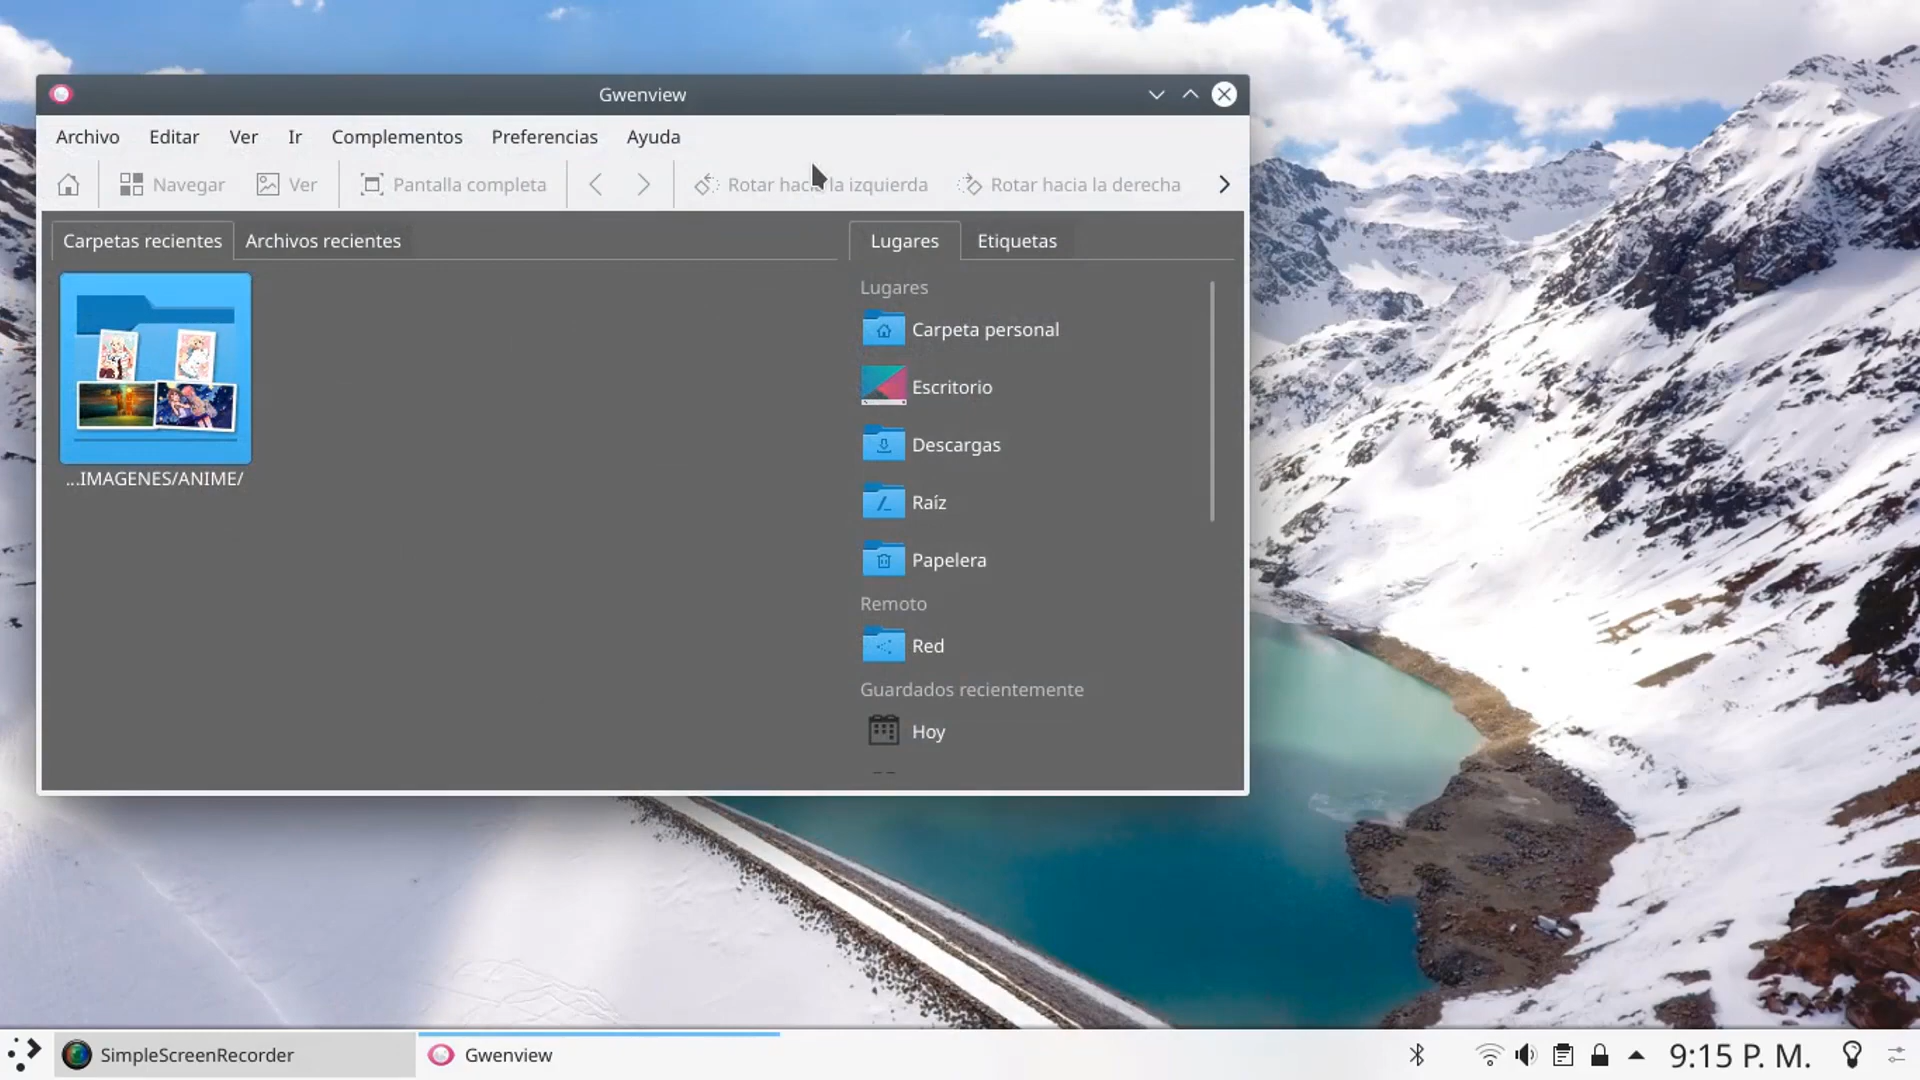 Gwenview
Archivo Editar Ver Ir Complementos Preferencias Ayuda
Navegar Ver Pantalla completa Rotar hacia la izquierda Rotar hacia la derecha
Carpetas recientes Archivos recientes Lugares Etiquetas
Lugares
Carpeta personal
Escritorio
Descargas
...IMAGENES/ANIME/
Raíz
Papelera
Remoto
Red
Guardados recientemente
Hoy
SimpleScreenRecorder Gwenview 9:15 P. M.